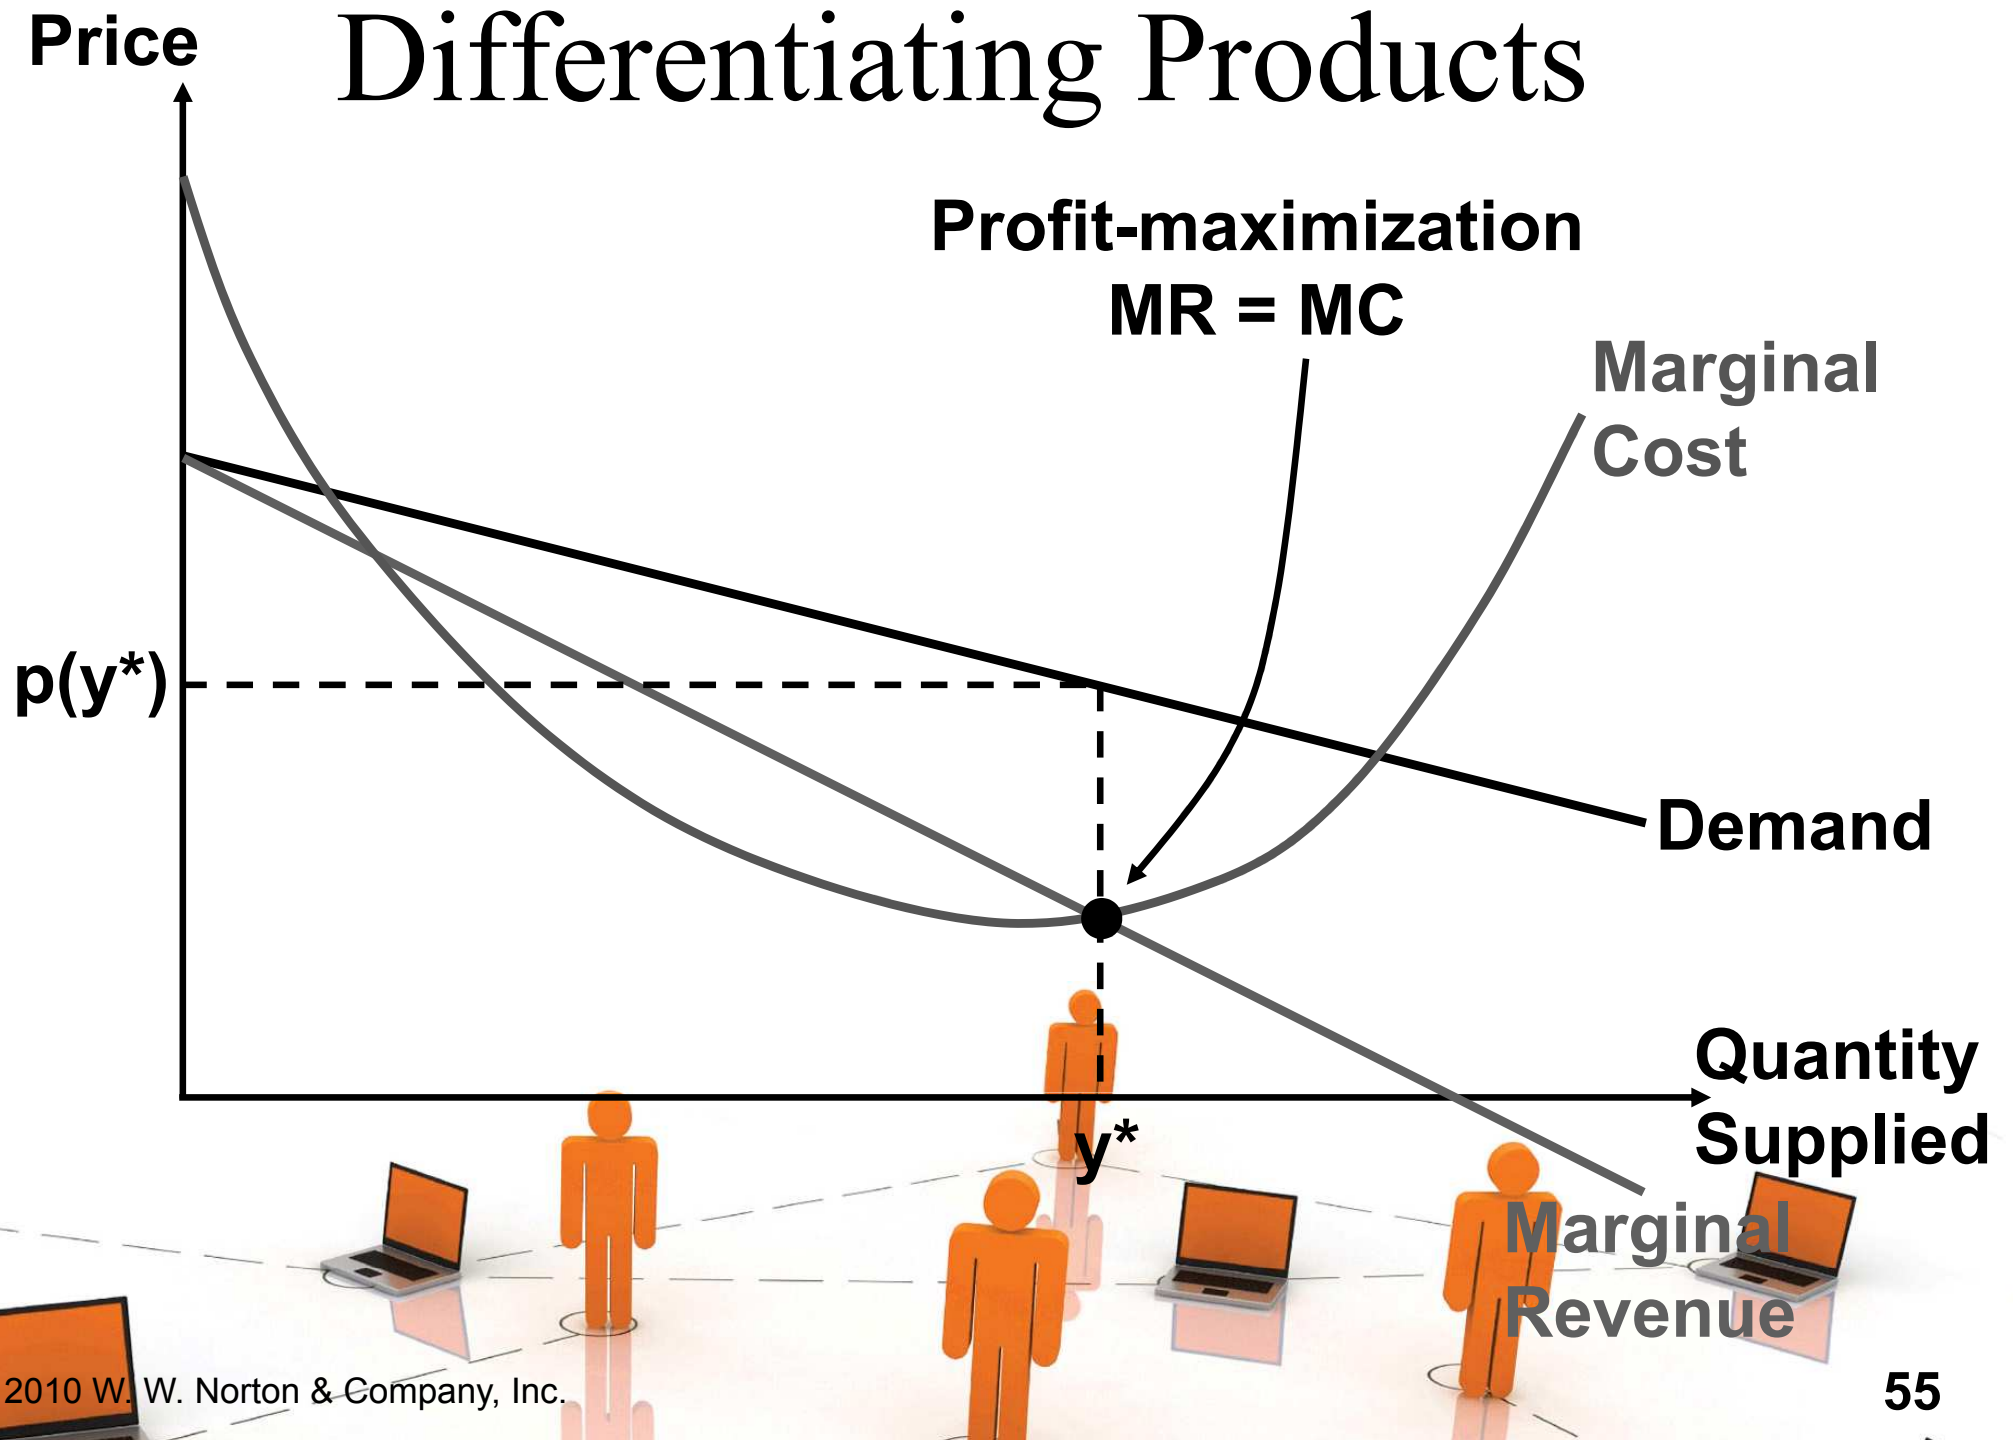 Differentiating Products
Price
Profit-maximization
MR = MC
Marginal
Cost
p(y*)
Demand
Quantity
Supplied
y*
Marginal
Revenue
2010 W. W. Norton & Company, Inc.
55